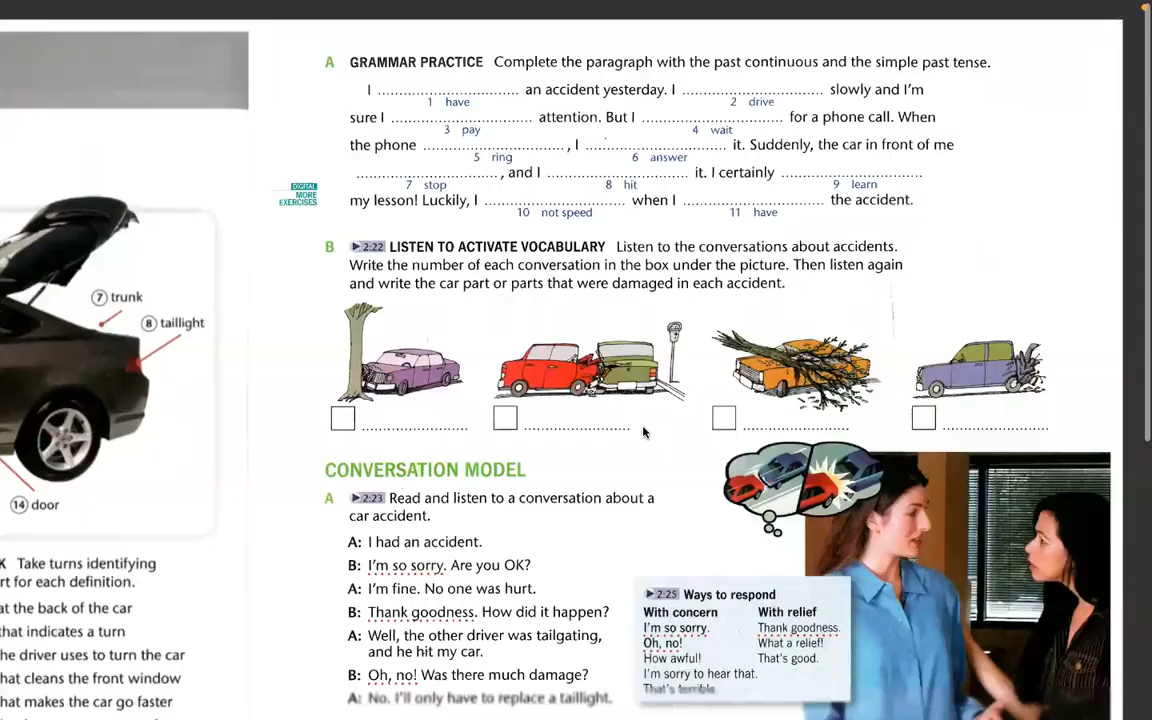 ⑦ trunk
⑧ taillight
⑭ door
K Take turns identifying
rt for each definition.
at the back of the car
that indicates a turn
he driver uses to turn the car
hat cleans the front window
hat makes the car go faster
A GRAMMAR PRACTICE Complete the paragraph with the past continuous and the simple past tense.
I .................................. an accident yesterday. I .................................. slowly and I'm
1 have 2 drive
sure I .................................. attention. But I .................................. for a phone call. When
3 pay 4 wait
the phone .................................. , I .................................. it. Suddenly, the car in front of me
5 ring 6 answer
.................................. , and I .................................. it. I certainly ..................................
7 stop 8 hit 9 learn
DIGITAL
MORE
EXERCISES
my lesson! Luckily, I .................................. when I .................................. the accident.
10 not speed 11 have
B ▶2:22 LISTEN TO ACTIVATE VOCABULARY Listen to the conversations about accidents.
Write the number of each conversation in the box under the picture. Then listen again
and write the car part or parts that were damaged in each accident.
CONVERSATION MODEL
A ▶2:23 Read and listen to a conversation about a
car accident.
A: I had an accident.
B: I'm so sorry. Are you OK?
A: I'm fine. No one was hurt.
B: Thank goodness. How did it happen?
A: Well, the other driver was tailgating,
and he hit my car.
B: Oh, no! Was there much damage?
A: No. I'll only have to replace a taillight.
▶2:25 Ways to respond
With concern With relief
I'm so sorry. Thank goodness.
Oh, no! What a relief!
How awful! That's good.
I'm sorry to hear that.
That's terrible.